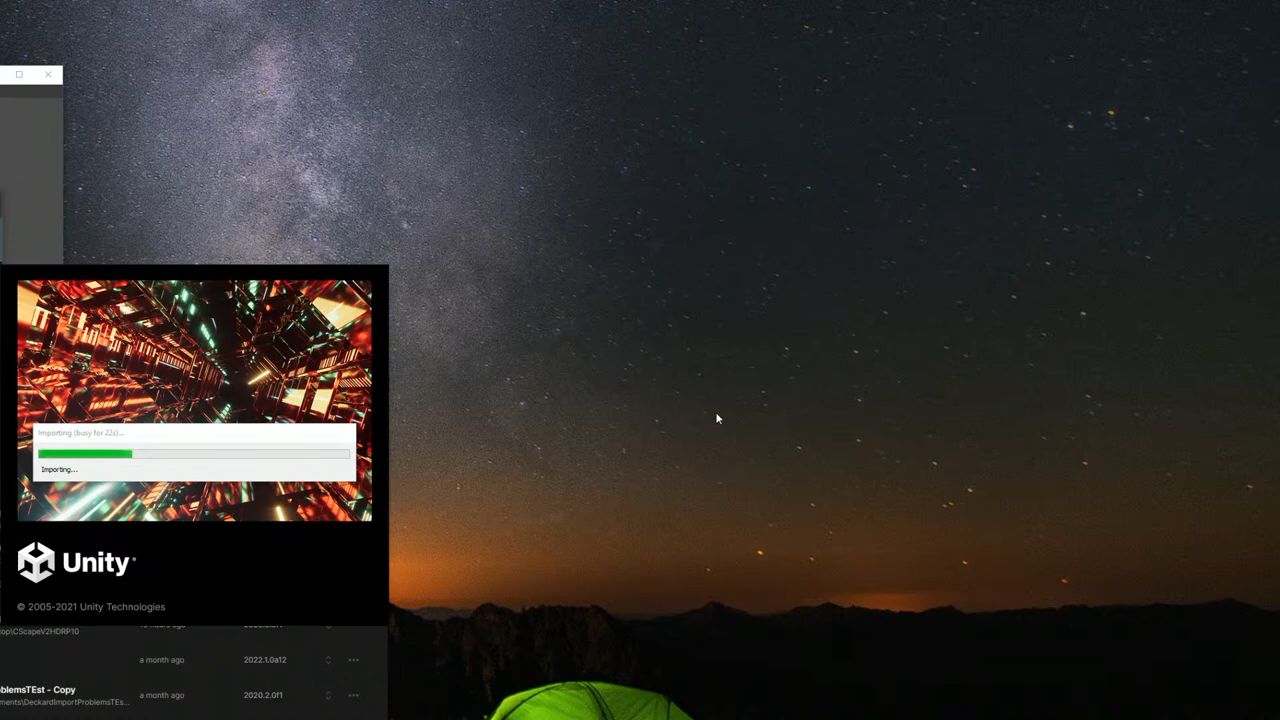 Importing (busy for 22s)...
Importing...
Unity
© 2005-2021 Unity Technologies
top\CScapeV2HDRP10
a month ago 2022.1.0a12
blemsTEst - Copy
a month ago 2020.2.0f1
ments\DeckardImportProblemsTEs...